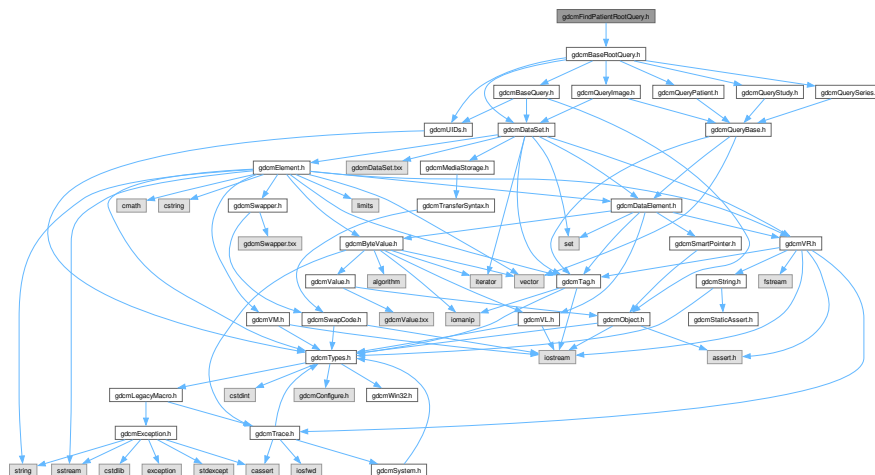 gdcmFindPatientRootQuery.h
gdcmBaseRootQuery.h
gdcmBaseQuery.h
gdcmQueryImage.h
gdcmQueryPatient.h
gdcmQueryStudy.h
gdcmQuerySeries.
gdcmUIDs.h
gdcmDataSet.h
gdcmQueryBase.h
gdcmElement.h
gdcmDataSet.txx
gdcmMediaStorage.h
cmath
cstring
gdcmSwapper.h
limits
gdcmTransferSyntax.h
gdcmDataElement.h
gdcmSwapper.txx
gdcmByteValue.h
set
gdcmSmartPointer.h
gdcmVR.h
gdcmValue.h
algorithm
iterator
vector
gdcmTag.h
gdcmString.h
fstream
gdcmVM.h
gdcmSwapCode.h
gdcmValue.txx
iomanip
gdcmVL.h
gdcmObject.h
gdcmStaticAssert.h
gdcmTypes.h
iostream
assert.h
gdcmLegacyMacro.h
cstdint
gdcmConfigure.h
gdcmWin32.h
gdcmException.h
gdcmTrace.h
string
sstream
cstdlib
exception
stdexcept
cassert
iosfwd
gdcmSystem.h